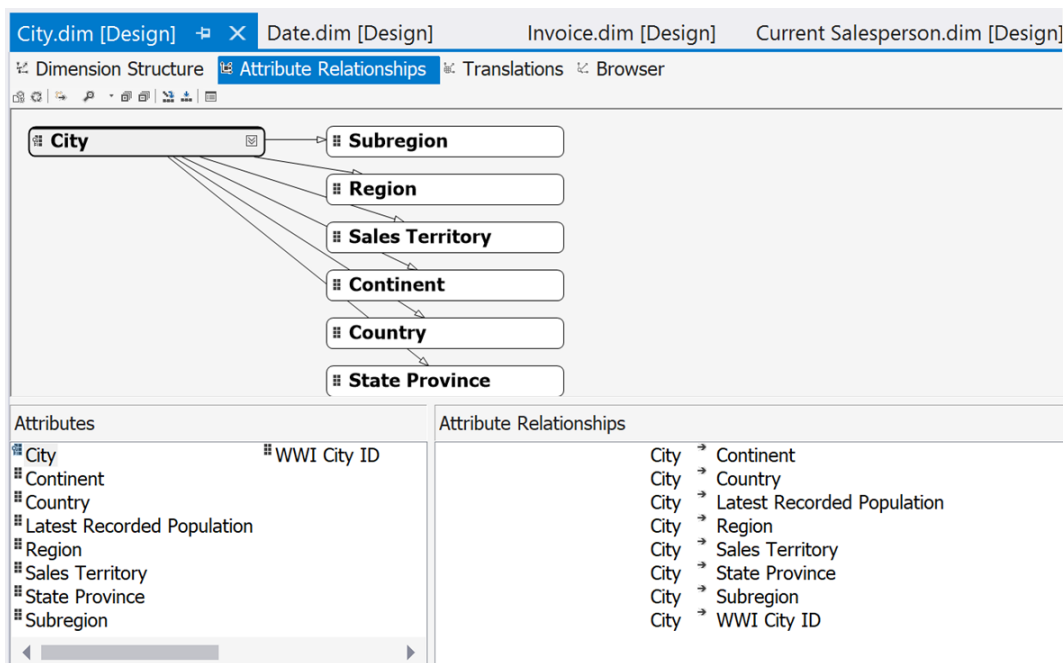 City.dim [Design] Date.dim [Design] Invoice.dim [Design] Current Salesperson.dim [Design]
Dimension Structure Attribute Relationships Translations Browser
City
Subregion
Region
Sales Territory
Continent
Country
State Province
Attributes
City WWI City ID
Continent
Country
Latest Recorded Population
Region
Sales Territory
State Province
Subregion
Attribute Relationships
City → Continent
City → Country
City → Latest Recorded Population
City → Region
City → Sales Territory
City → State Province
City → Subregion
City → WWI City ID